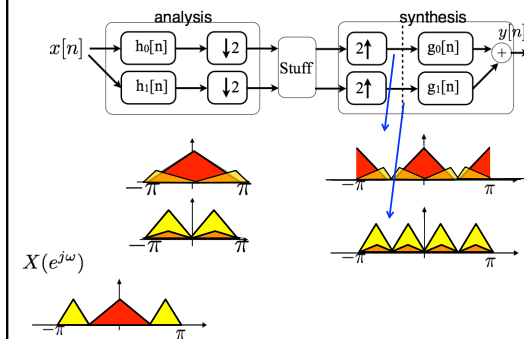 analysis synthesis
x[n] h₀[n] ↓2 Stuff 2↑ g₀[n] y[n]
h₁[n] ↓2 2↑ g₁[n] +
−π π −π π
−π π −π π
X(e^{jω})
−π π